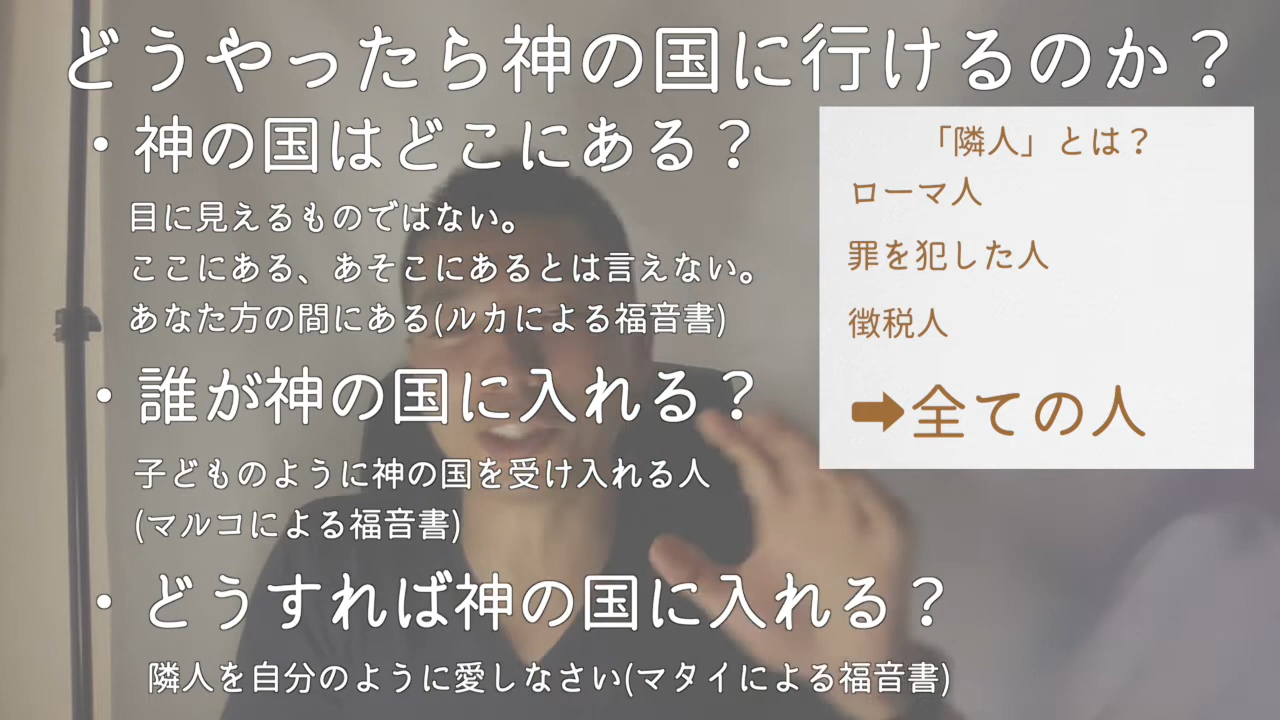 どうやったら神の国に行けるのか？
・神の国はどこにある？
目に見えるものではない。
ここにある、あそこにあるとは言えない。
あなた方の間にある(ルカによる福音書)
・誰が神の国に入れる？
子どものように神の国を受け入れる人
(マルコによる福音書)
・どうすれば神の国に入れる？
隣人を自分のように愛しなさい(マタイによる福音書)
「隣人」とは？
ローマ人
罪を犯した人
徴税人
➡全ての人